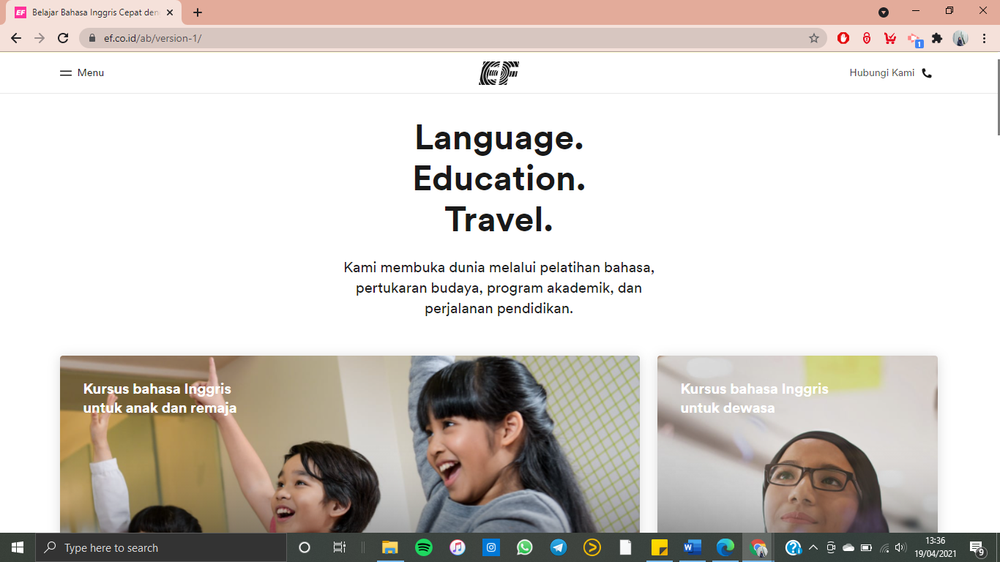 EF
Belajar Bahasa Inggris Cepat den
ef.co.id/ab/version-1/
1
Menu
EF
Hubungi Kami
Language.
Education.
Travel.
Kami membuka dunia melalui pelatihan bahasa,
pertukaran budaya, program akademik, dan
perjalanan pendidikan.
Kursus bahasa Inggris
untuk anak dan remaja
Kursus bahasa Inggris
untuk dewasa
Type here to search
13:36
19/04/2021
9